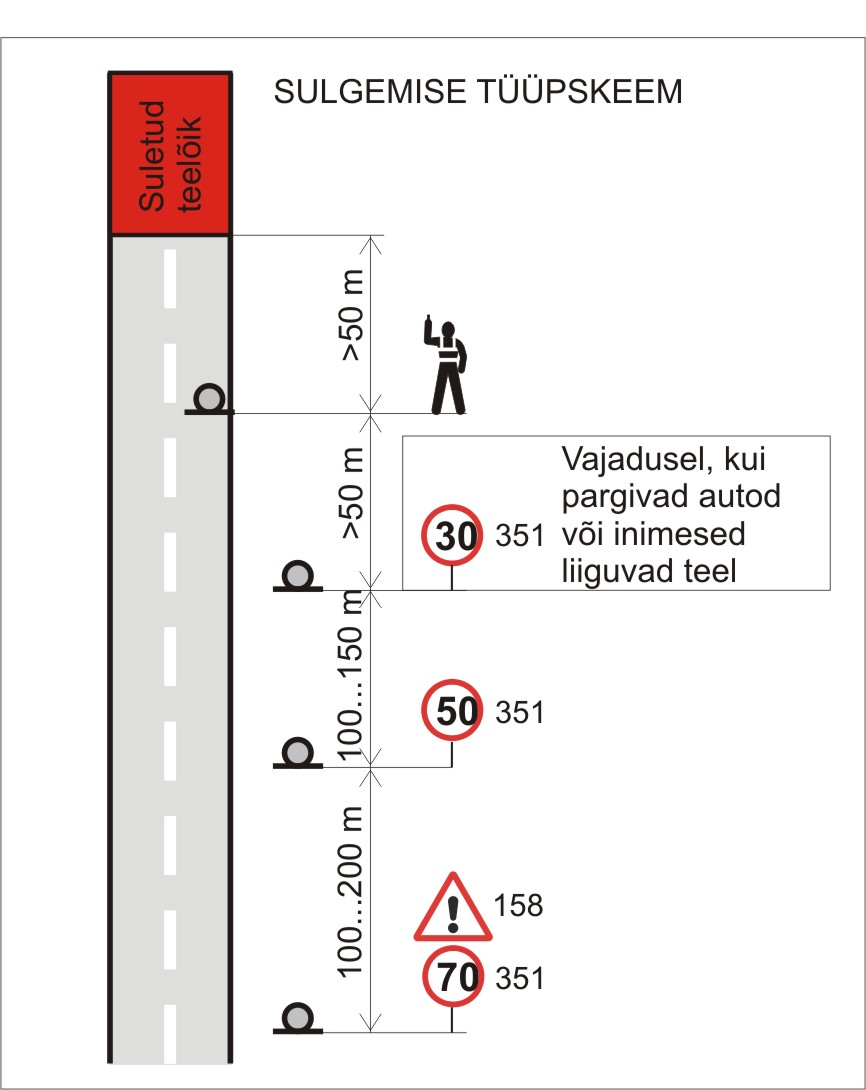 SULGEMISE TÜÜPSKEEM
Suletud
teelõik
>50 m
>50 m
Vajadusel, kui
pargivad autod
või inimesed
liiguvad teel
30 351
100...150 m
50 351
100...200 m
! 158
70 351